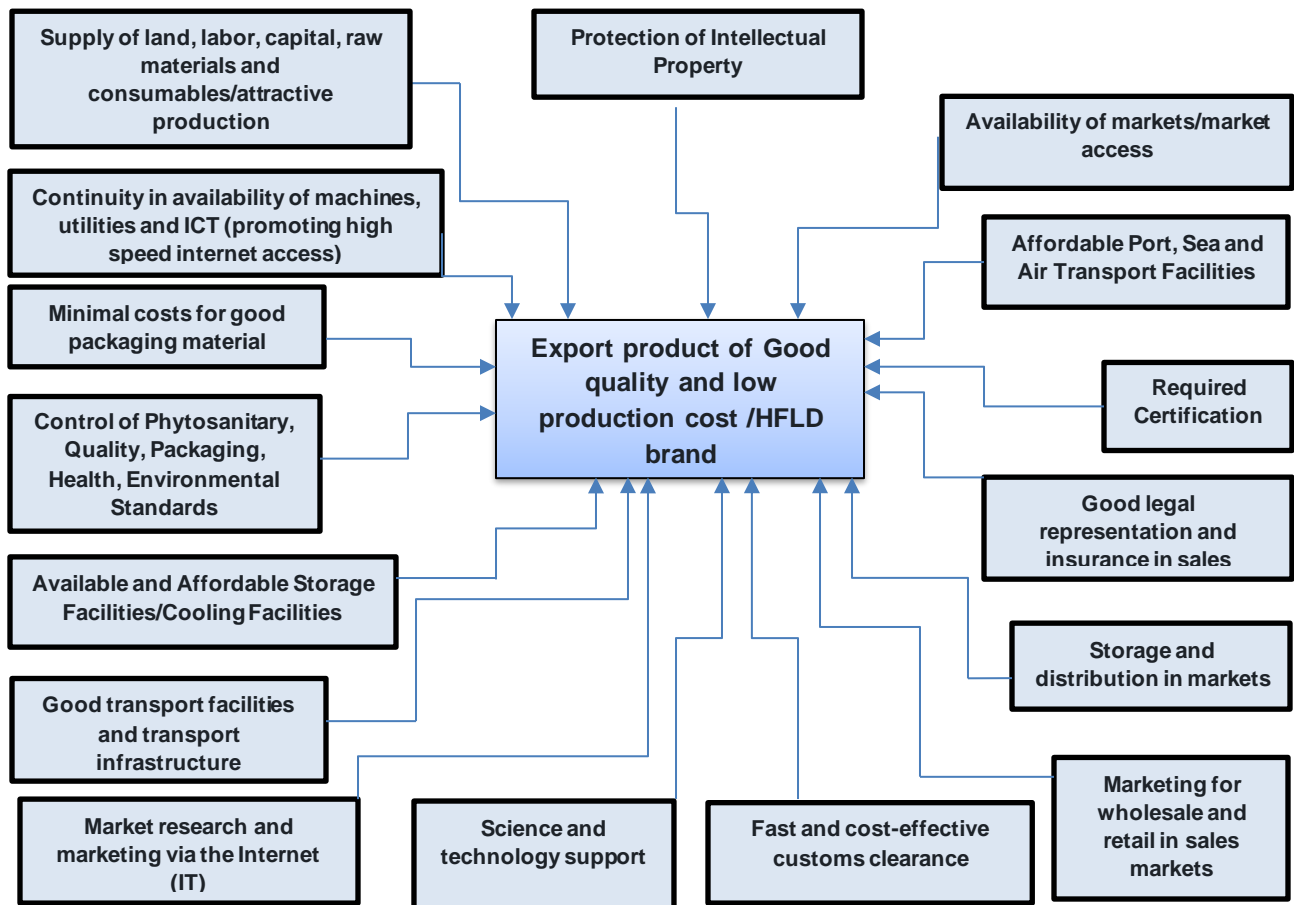 Supply of land, labor, capital, raw
materials and
consumables/attractive
production
Protection of Intellectual
Property
Availability of markets/market
access
Continuity in availability of machines,
utilities and ICT (promoting high
speed internet access)
Affordable Port, Sea and
Air Transport Facilities
Minimal costs for good
packaging material
Export product of Good
quality and low
production cost /HFLD
brand
Required
Certification
Control of Phytosanitary,
Quality, Packaging,
Health, Environmental
Standards
Good legal
representation and
insurance in sales
Available and Affordable Storage
Facilities/Cooling Facilities
Storage and
distribution in markets
Good transport facilities
and transport
infrastructure
Market research and
marketing via the Internet
(IT)
Science and
technology support
Fast and cost-effective
customs clearance
Marketing for
wholesale and
retail in sales
markets